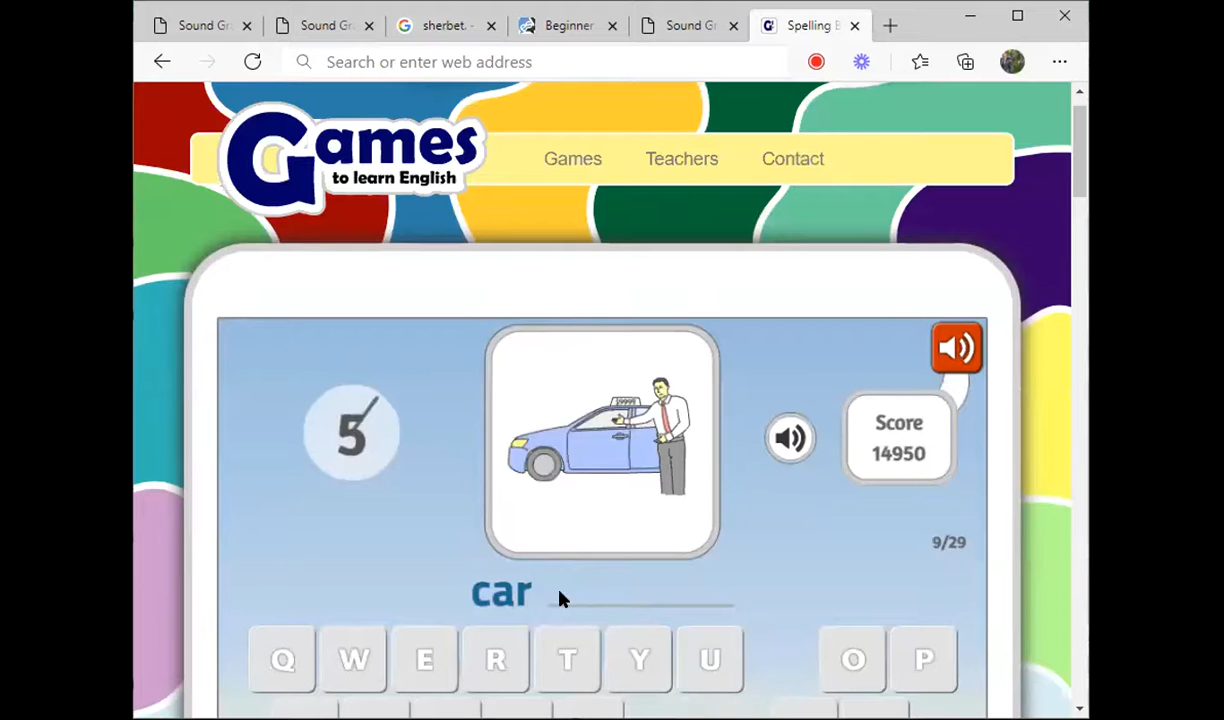 Sound Gr
Sound Gr
sherbet. -
Beginner
Sound Gr
Spelling B
Search or enter web address
Games
to learn English
Games
Teachers
Contact
5
Score
14950
9/29
car
Q W E R T Y U O P